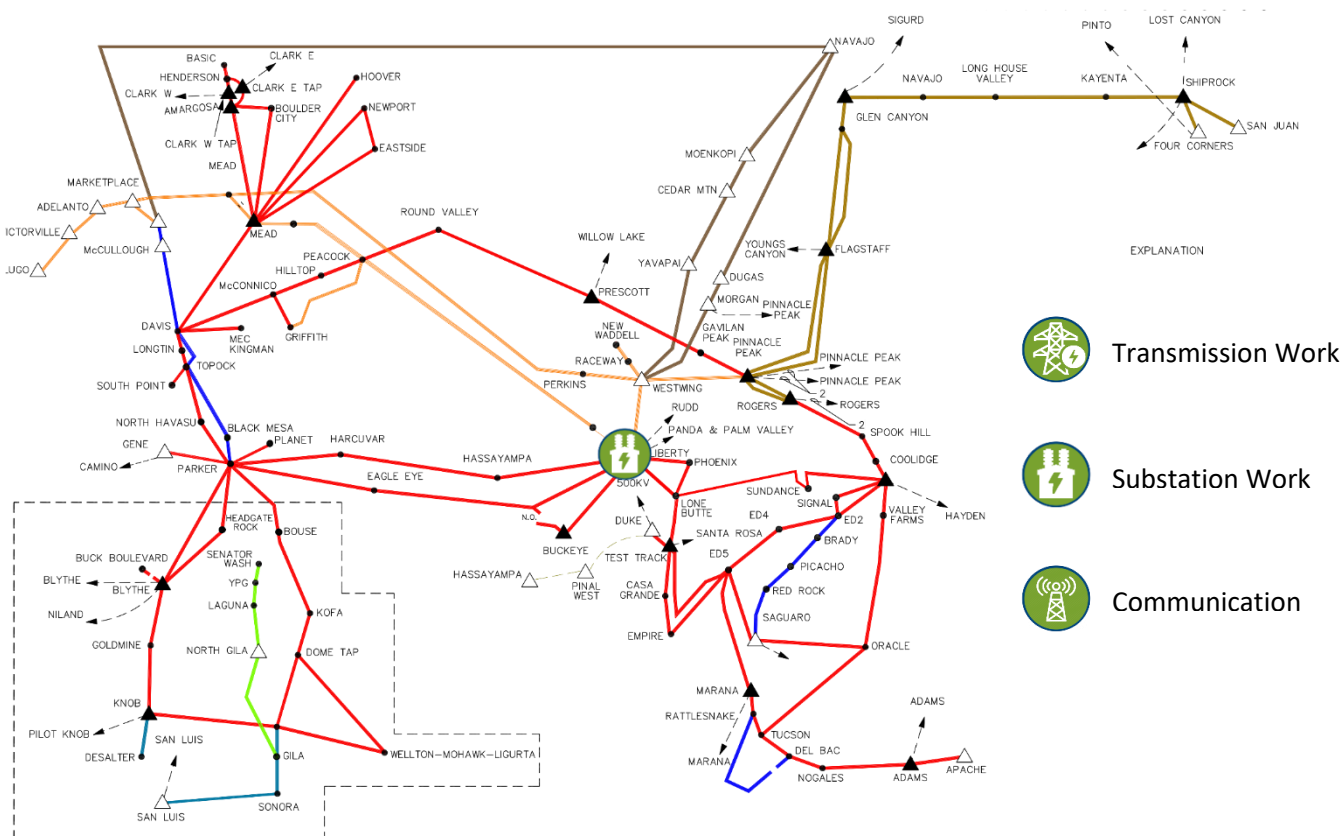 SIGURD
PINTO
LOST CANYON
NAVAJO
BASIC
CLARK E
HENDERSON
HOOVER
CLARK E TAP
CLARK W
AMARGOSA
BOULDER
CITY
NEWPORT
CLARK W TAP
MEAD
EASTSIDE
NAVAJO
LONG HOUSE
VALLEY
KAYENTA
SHIPROCK
GLEN CANYON
SAN JUAN
FOUR CORNERS
MOENKOPI
CEDAR MTN
MARKETPLACE
ADELANTO
ICTORVILLE
LUGO
McCULLOUGH
MEAD
ROUND VALLEY
WILLOW LAKE
YOUNGS
CANYON
FLAGSTAFF
EXPLANATION
PEACOCK
HILLTOP
McCONNICO
YAVAPAI
DUGAS
MORGAN
PRESCOTT
PINNACLE
PEAK
GRIFFITH
DAVIS
MEC
KINGMAN
LONGTIN
TOPOCK
SOUTH POINT
NEW
WADDELL
GAVILAN
PEAK
PINNACLE
PEAK
RACEWAY
PERKINS
WESTWING
PINNACLE PEAK
PINNACLE PEAK
2
ROGERS
ROGERS
2
SPOOK HILL
Transmission Work
NORTH HAVASU
BLACK MESA
PLANET
HARCUVAR
GENE
CAMINO
PARKER
EAGLE EYE
HASSAYAMPA
RUDD
PANDA & PALM VALLEY
LIBERTY
500KV
PHOENIX
COOLIDGE
Substation Work
N.O.
BUCKEYE
LONE
BUTTE
SUNDANCE
SIGNAL
VALLEY
FARMS
HAYDEN
DUKE
SANTA ROSA
ED4
ED2
BRADY
TEST TRACK
ED5
HEADGATE
ROCK
BOUSE
BUCK BOULEVARD
SENATOR
WASH
BLYTHE
BLYTHE
YPG
NILAND
LAGUNA
HASSAYAMPA
PINAL
WEST
CASA
GRANDE
PICACHO
RED ROCK
Communication
KOFA
EMPIRE
SAGUARO
ORACLE
GOLDMINE
NORTH GILA
DOME TAP
KNOB
PILOT KNOB
SAN LUIS
DESALTER
GILA
WELLTON-MOHAWK-LIGURTA
MARANA
RATTLESNAKE
ADAMS
TUCSON
MARANA
DEL BAC
NOGALES
ADAMS
APACHE
SAN LUIS
SONORA